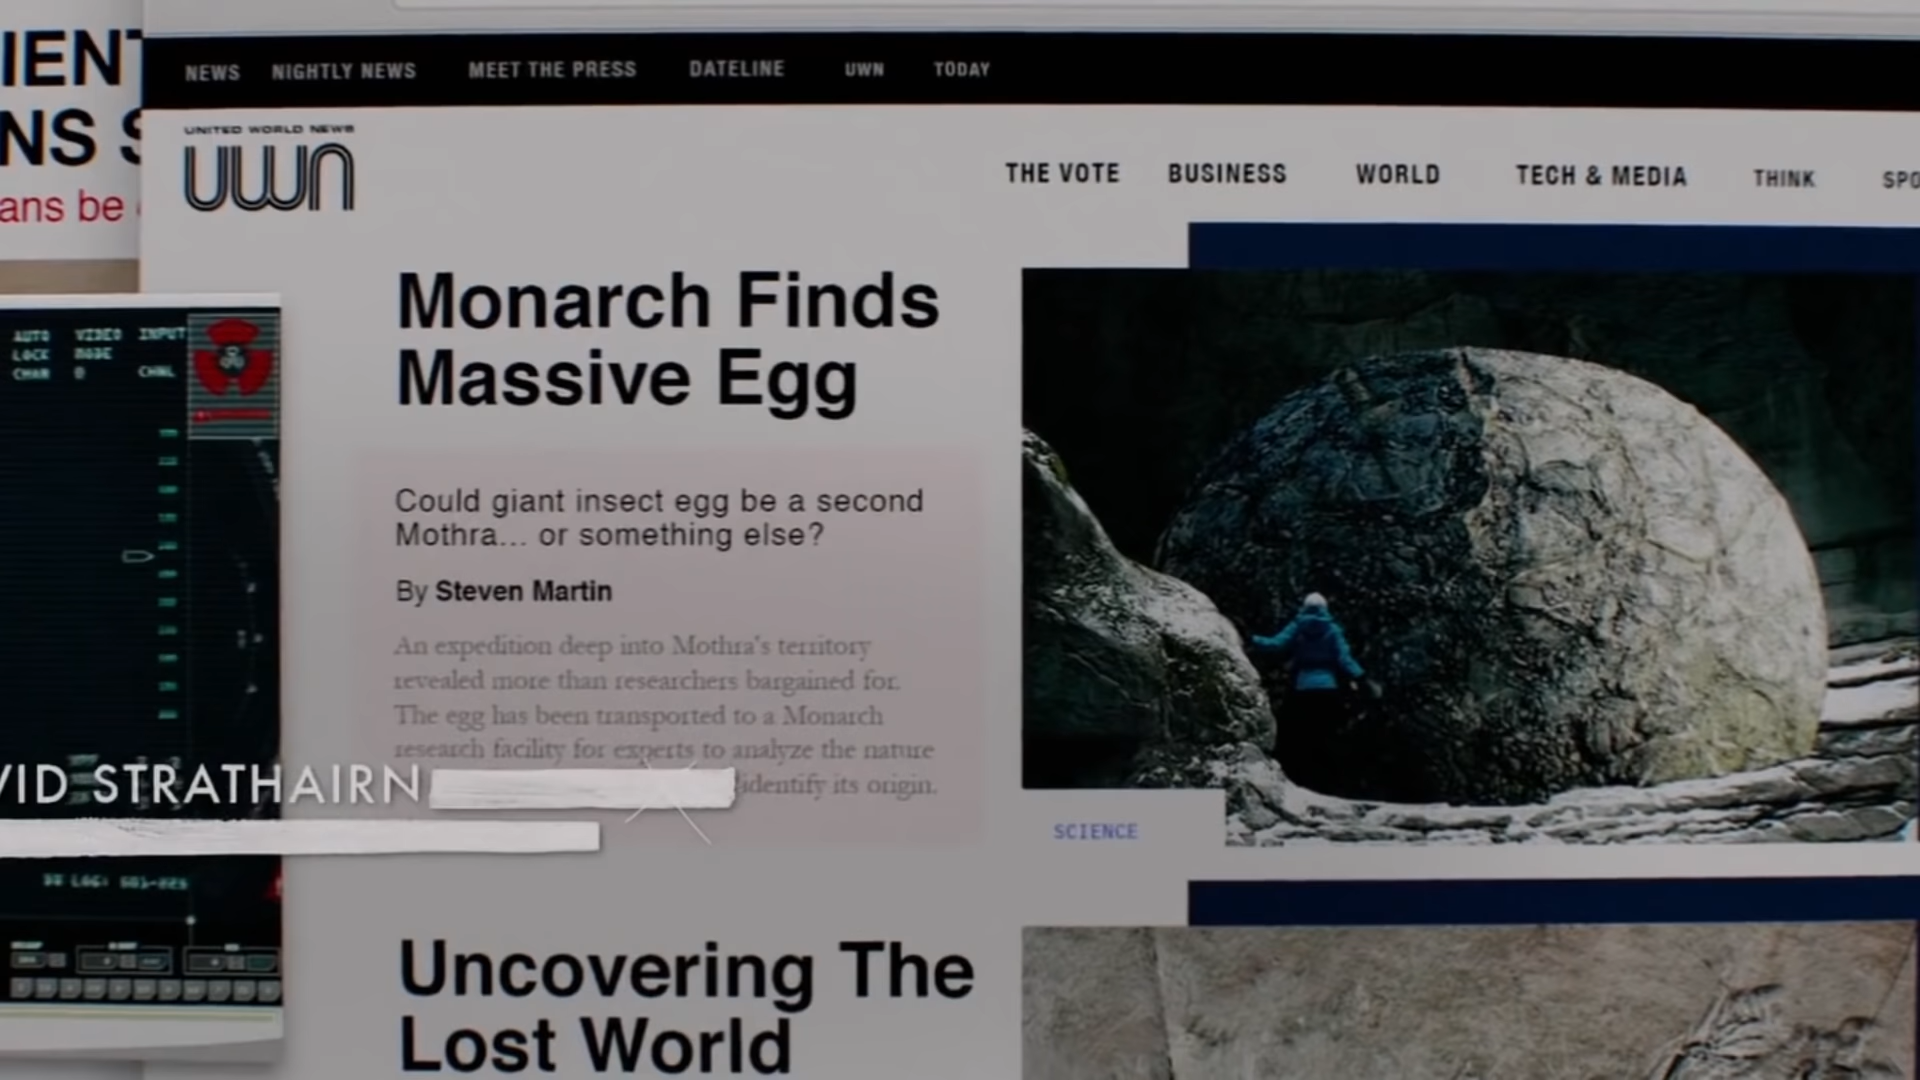 IENT
NS S
ans be
AUTO VIDEO INPUT
LOCK MODE
CHAN 0 CHNL
NEWS NIGHTLY NEWS MEET THE PRESS DATELINE UWN TODAY
UNITED WORLD NEWS
UWN
THE VOTE BUSINESS WORLD TECH & MEDIA THINK SPO
Monarch Finds
Massive Egg
Could giant insect egg be a second
Mothra... or something else?
By Steven Martin
An expedition deep into Mothra's territory
revealed more than researchers bargained for.
The egg has been transported to a Monarch
research facility for experts to analyze the nature
identify its origin.
VID STRATHAIRN
SCIENCE
Uncovering The
Lost World